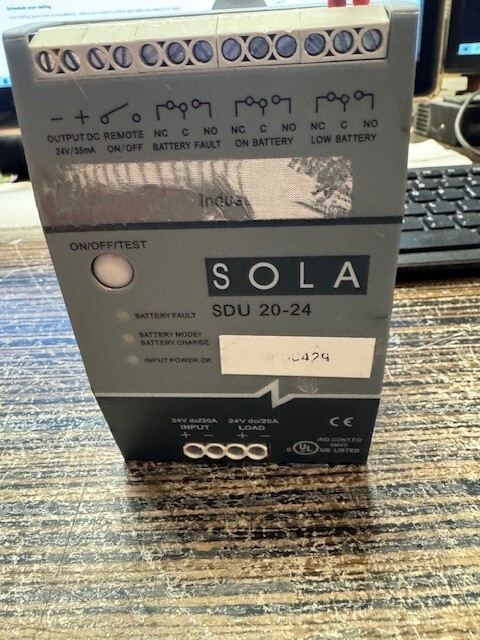 − +
OUTPUT DC REMOTE
24V/35mA ON/OFF
NC C NO
BATTERY FAULT
NC C NO
ON BATTERY
NC C NO
LOW BATTERY
ON/OFF/TEST
SOLA
SDU 20-24
BATTERY FAULT
BATTERY MODE/
BATTERY CHARGE
INPUT POWER OK
24V dc/20A 24V dc/20A
INPUT LOAD
+ − + −
CE
IND.CONT.EQ
C UL US LISTED